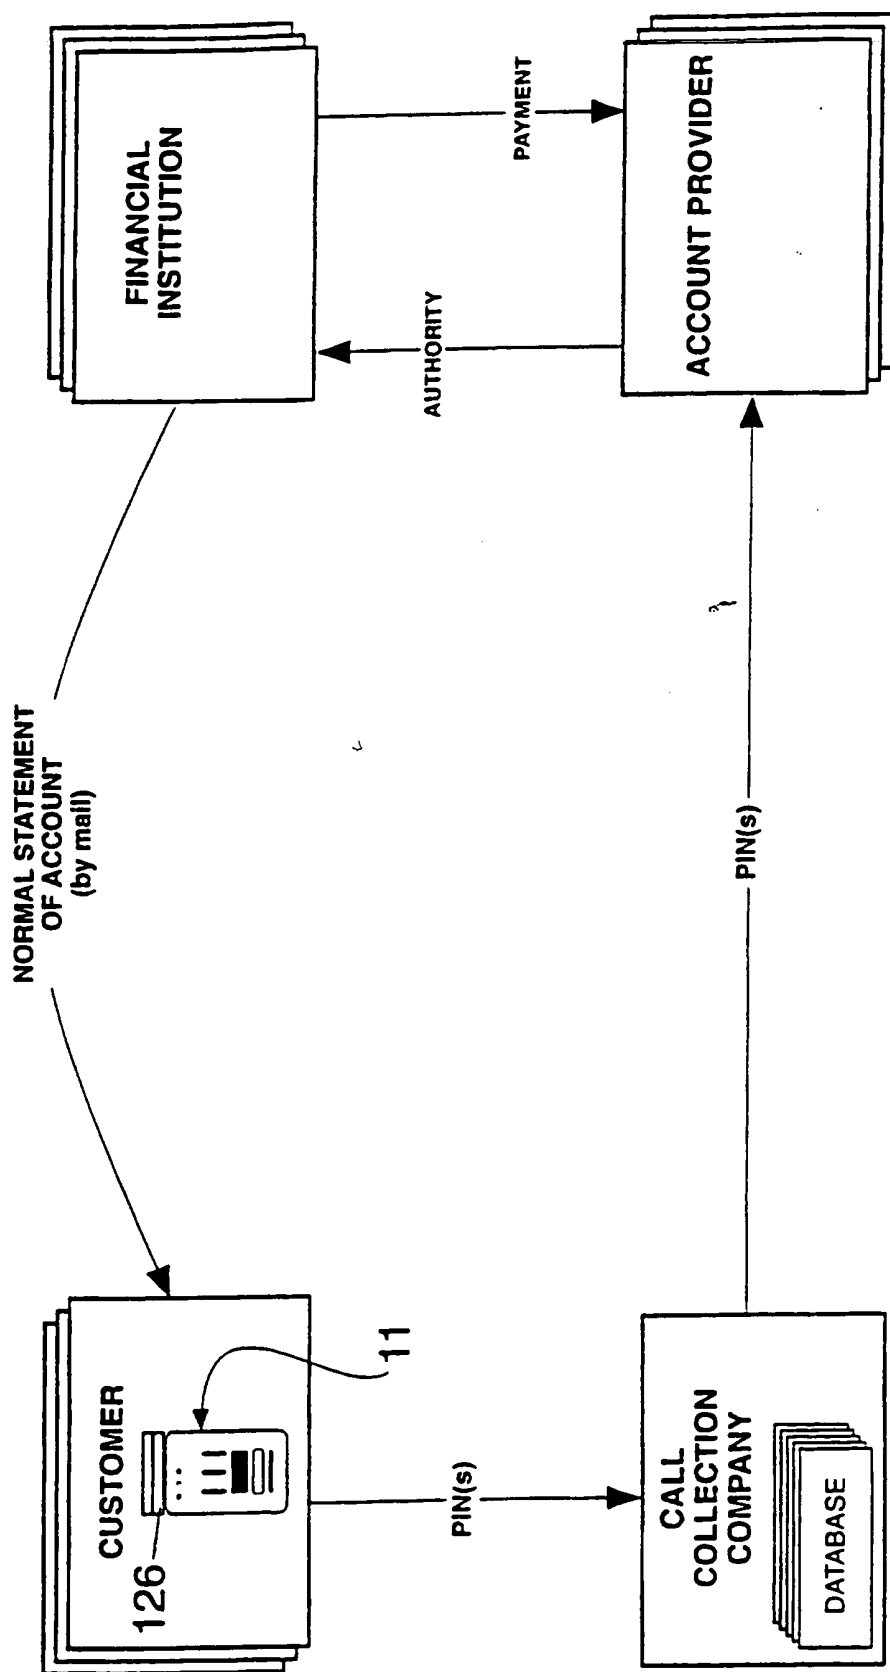 NORMAL STATEMENT
OF ACCOUNT
(by mail)
CUSTOMER
126
11
FINANCIAL
INSTITUTION
PIN(s)
AUTHORITY
PAYMENT
CALL
COLLECTION
COMPANY
DATABASE
PIN(s)
ACCOUNT PROVIDER